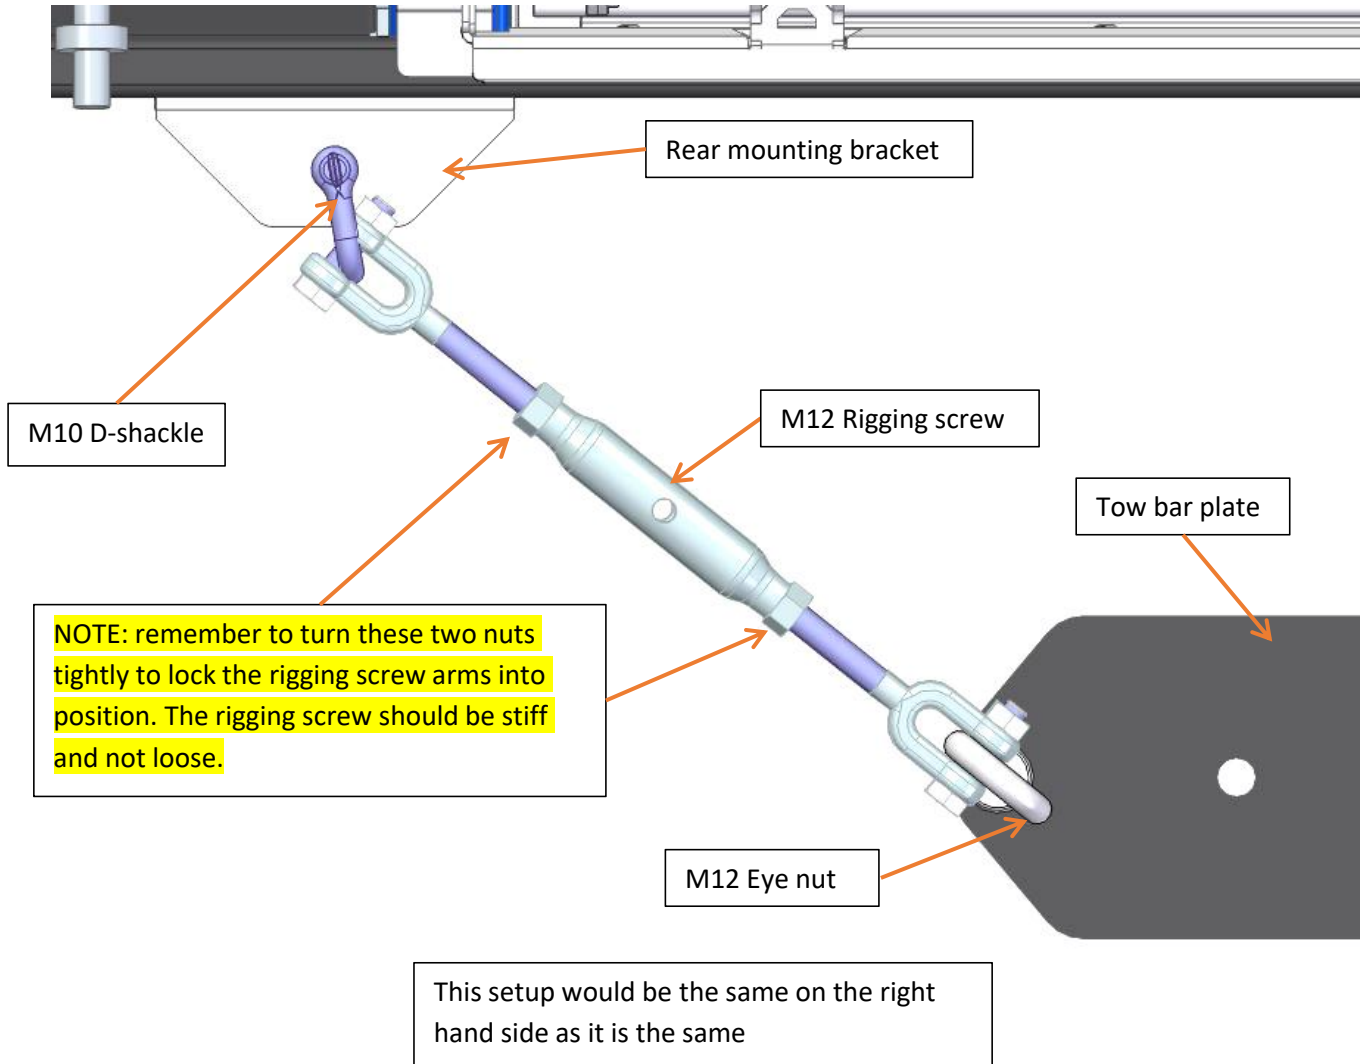 Rear mounting bracket
M10 D-shackle
M12 Rigging screw
Tow bar plate
NOTE: remember to turn these two nuts
tightly to lock the rigging screw arms into
position. The rigging screw should be stiff
and not loose.
M12 Eye nut
This setup would be the same on the right
hand side as it is the same